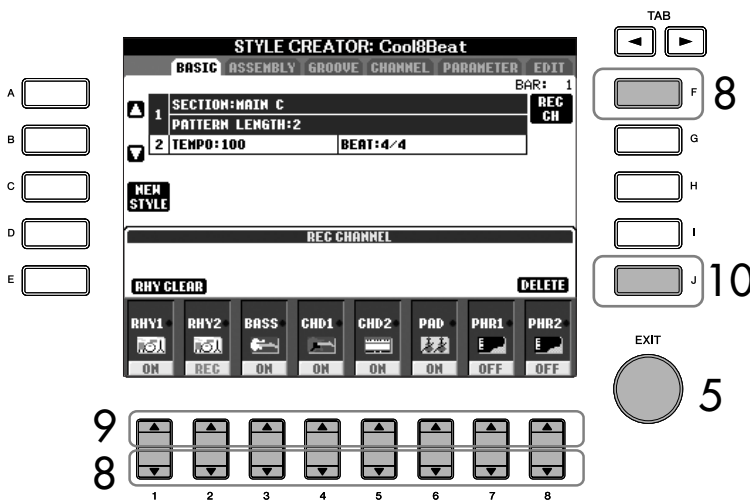 TAB
STYLE CREATOR: Cool8Beat
BASIC ASSEMBLY GROOVE CHANNEL PARAMETER EDIT
BAR: 1
1 SECTION:MAIN C
REC CH
PATTERN LENGTH:2
2 TEMPO:100 BEAT:4/4
NEW STYLE
REC CHANNEL
RHY CLEAR DELETE
RHY1 RHY2 BASS CHD1 CHD2 PAD PHR1 PHR2
ON REC ON ON ON ON OFF OFF
A
B
C
D
E
F 8
G
H
I
J 10
EXIT
5
9
8
1 2 3 4 5 6 7 8